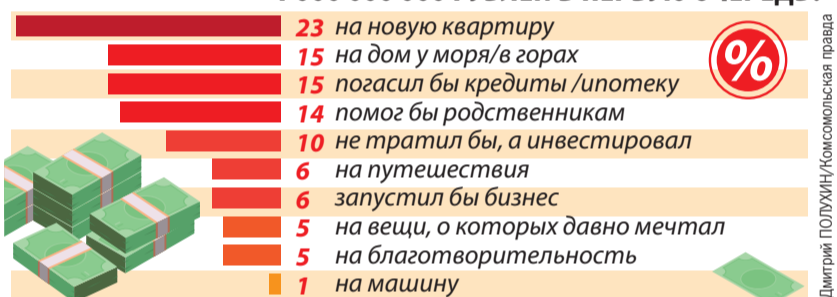 23 на новую квартиру
15 на дом у моря/в горах
15 погасил бы кредиты /ипотеку
14 помог бы родственникам
10 не тратил бы, а инвестировал
6 на путешествия
6 запустил бы бизнес
5 на вещи, о которых давно мечтал
5 на благотворительность
1 на машину
%
Дмитрий ПОЛУХИН/Комсомольская правда